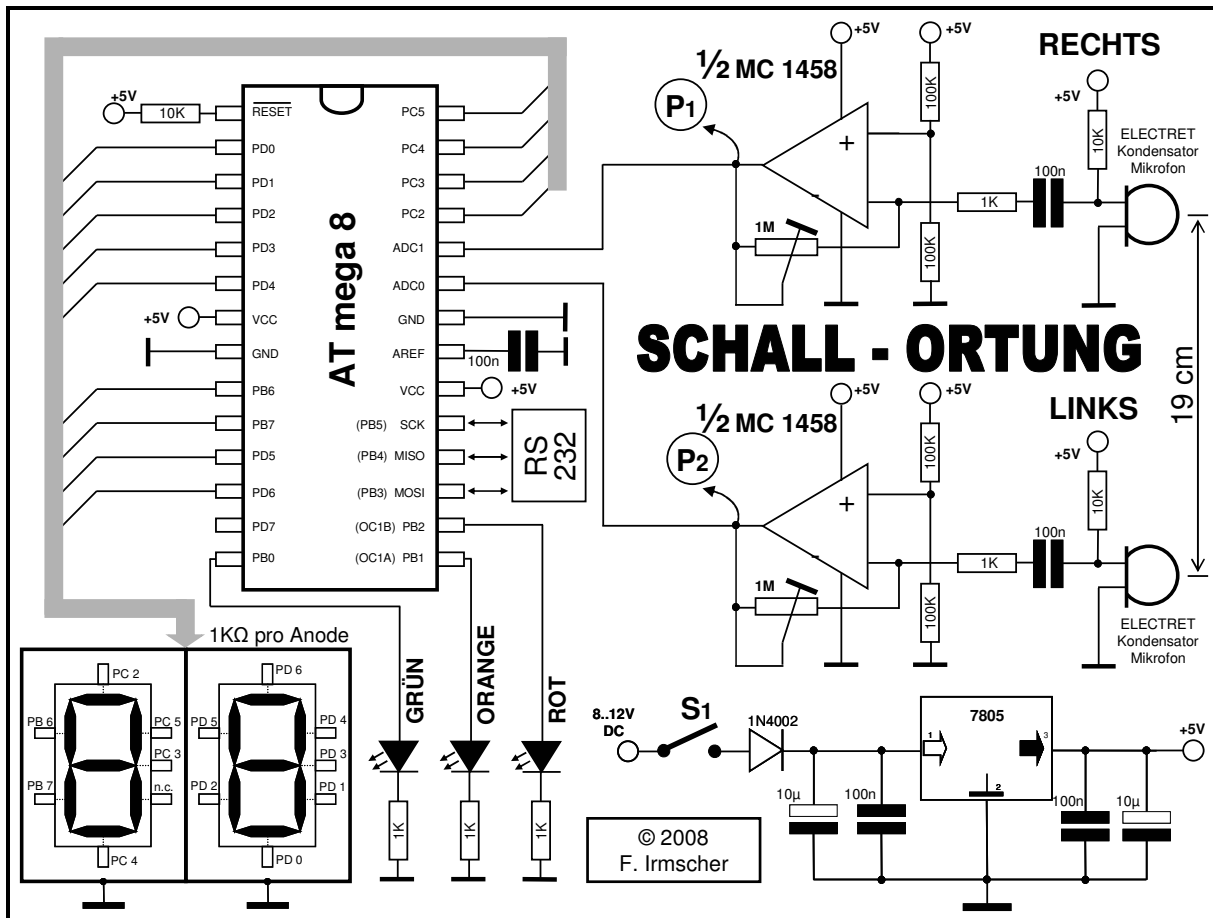 +5V
10K
RESET
PD0
PD1
PD2
PD3
PD4
+5V
VCC
GND
PB6
PB7
PD5
PD6
PD7
PB0
AT mega 8
PC5
PC4
PC3
PC2
ADC1
ADC0
GND
AREF
100n
VCC
+5V
(PB5) SCK
(PB4) MISO
(PB3) MOSI
(OC1B) PB2
(OC1A) PB1
RS
232
+5V
+5V
½ MC 1458
P1
+
-
1M
100K
100K
1K
100n
RECHTS
+5V
10K
ELECTRET
Kondensator
Mikrofon
SCHALL - ORTUNG
19 cm
+5V
+5V
½ MC 1458
P2
+
-
1M
100K
100K
1K
100n
LINKS
+5V
10K
ELECTRET
Kondensator
Mikrofon
1KΩ pro Anode
PC 2
PB 6
PC 5
PC 3
PB 7
n.c.
PC 4
PD 6
PD 5
PD 4
PD 3
PD 2
PD 1
PD 0
GRÜN
ORANGE
ROT
1K
1K
1K
8..12V
DC
S1
1N4002
7805
1
3
2
+5V
10µ
100n
100n
10µ
© 2008
F. Irmscher